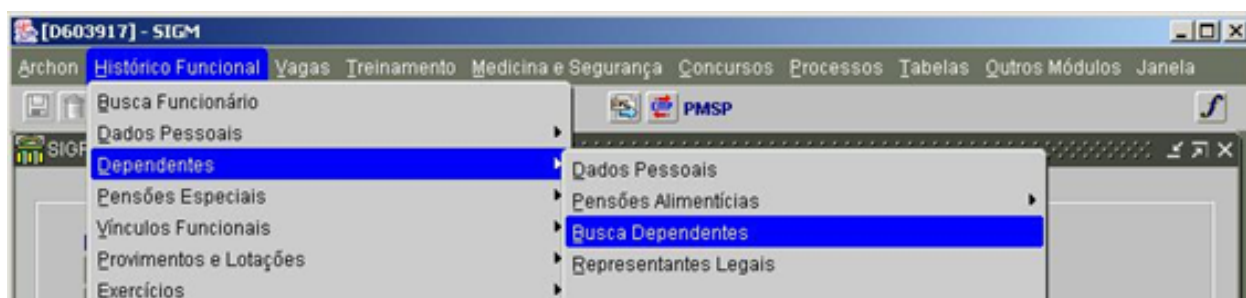 [D603917] - SIGM
Archon Histórico Funcional Vagas Treinamento Medicina e Segurança Concursos Processos Tabelas Outros Módulos Janela
Busca Funcionário
PMSP
Dados Pessoais
Dependentes
Dados Pessoais
Pensões Especiais
Pensões Alimentícias
Vínculos Funcionais
Busca Dependentes
Provimentos e Lotações
Representantes Legais
Exercícios